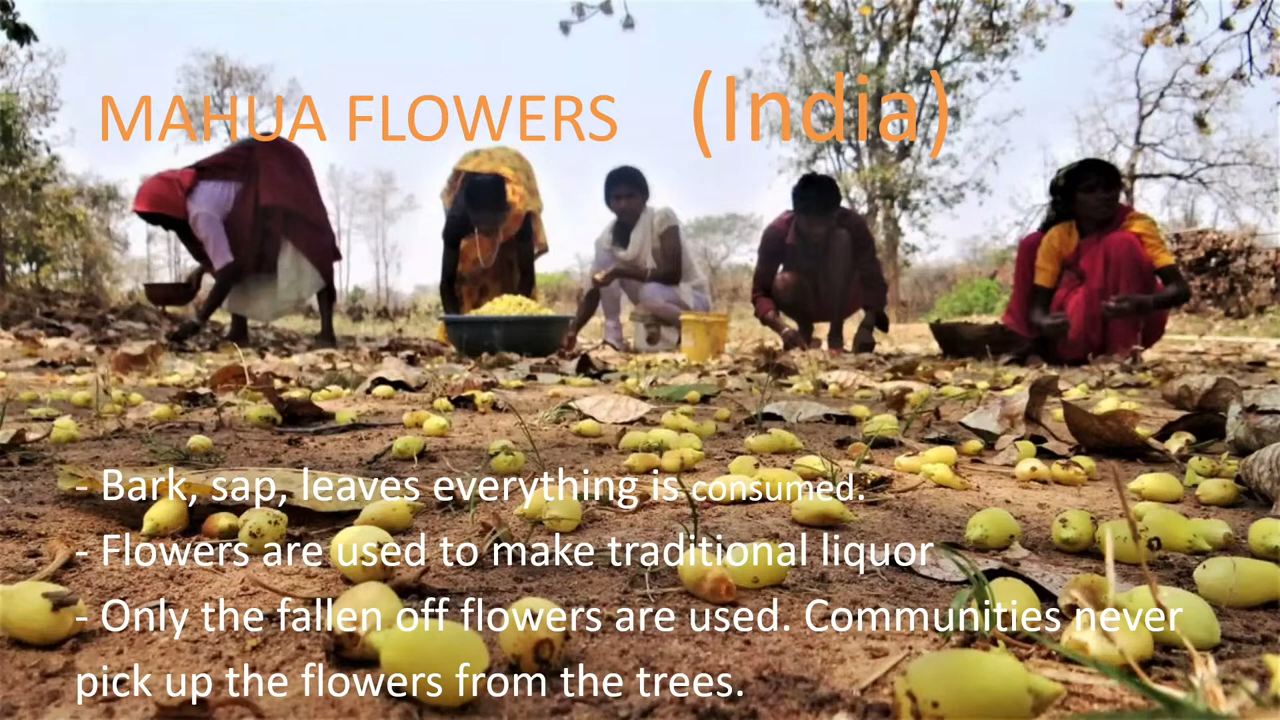 MAHUA FLOWERS (India)
- Bark, sap, leaves everything is consumed.
- Flowers are used to make traditional liquor
- Only the fallen off flowers are used. Communities never
pick up the flowers from the trees.